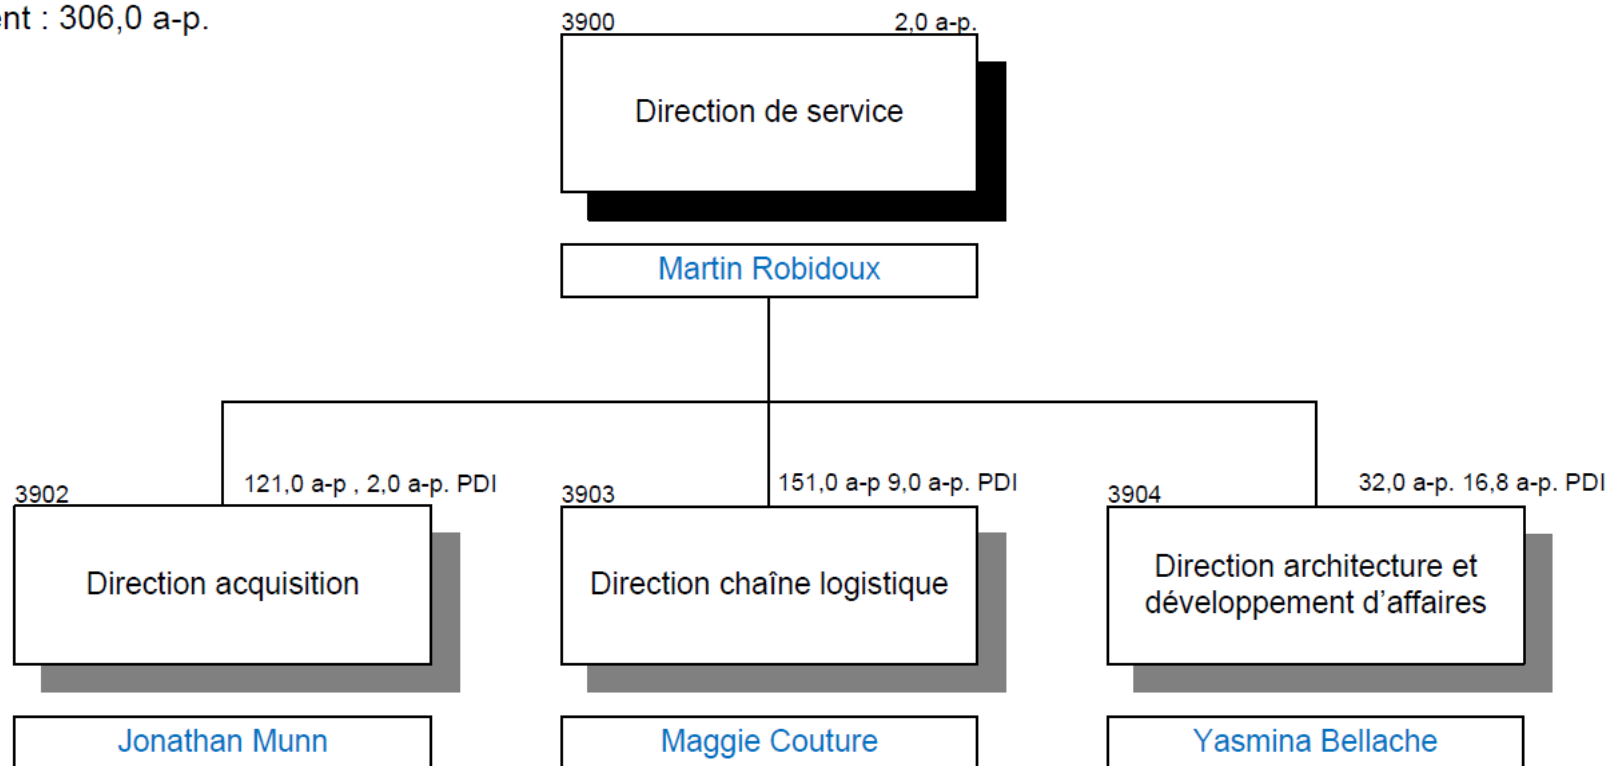 : 306,0 a-p.
3900 2,0 a-p.
Direction de service
Martin Robidoux
3902 121,0 a-p , 2,0 a-p. PDI
Direction acquisition
Jonathan Munn
3903 151,0 a-p 9,0 a-p. PDI
Direction chaîne logistique
Maggie Couture
3904 32,0 a-p. 16,8 a-p. PDI
Direction architecture et
développement d’affaires
Yasmina Bellache